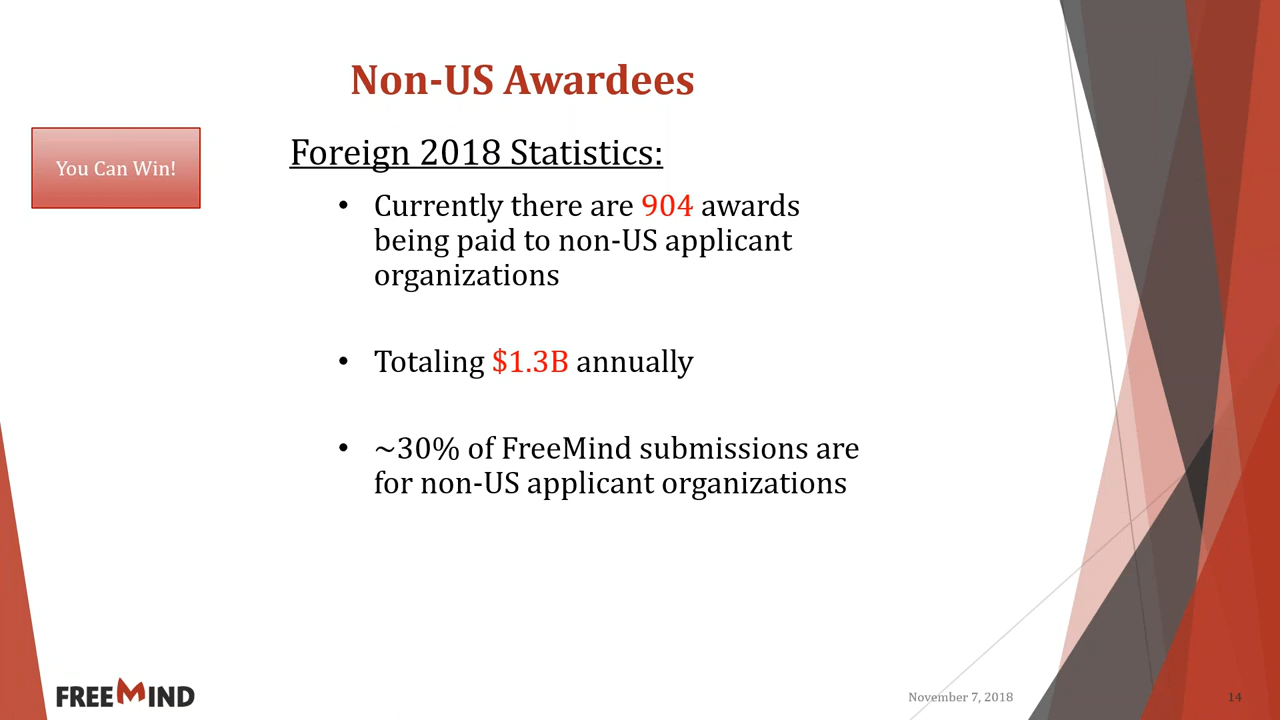 Non-US Awardees
You Can Win!
Foreign 2018 Statistics:
• Currently there are 904 awards
being paid to non-US applicant
organizations
• Totaling $1.3B annually
• ~30% of FreeMind submissions are
for non-US applicant organizations
FREEMIND
November 7, 2018
14